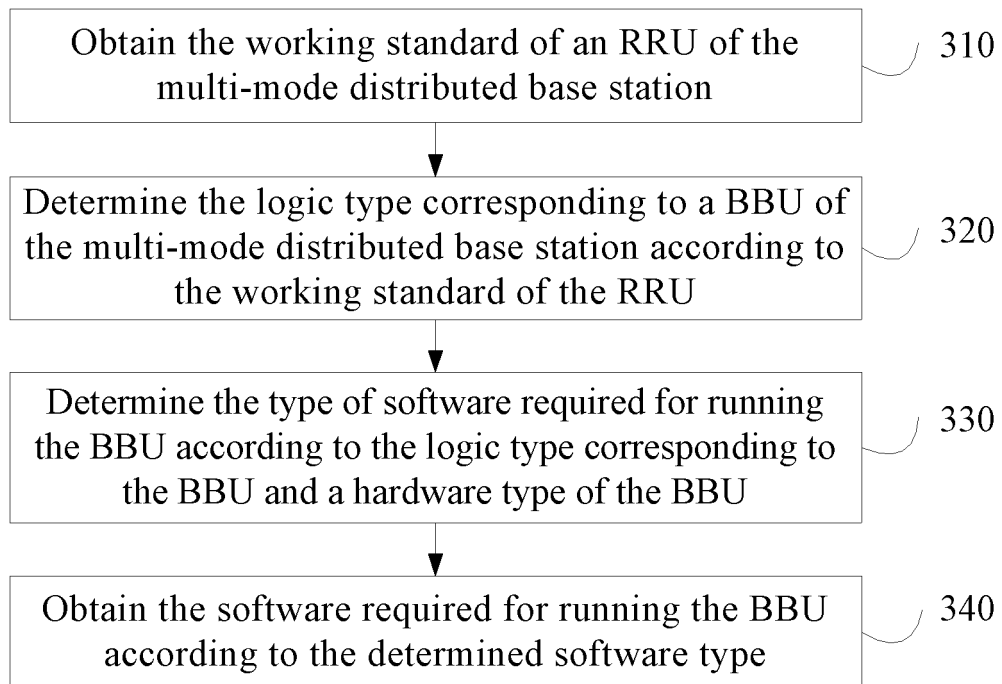 Obtain the working standard of an RRU of the
multi-mode distributed base station
310
Determine the logic type corresponding to a BBU of
the multi-mode distributed base station according to
the working standard of the RRU
320
Determine the type of software required for running
the BBU according to the logic type corresponding to
the BBU and a hardware type of the BBU
330
Obtain the software required for running the BBU
according to the determined software type
340